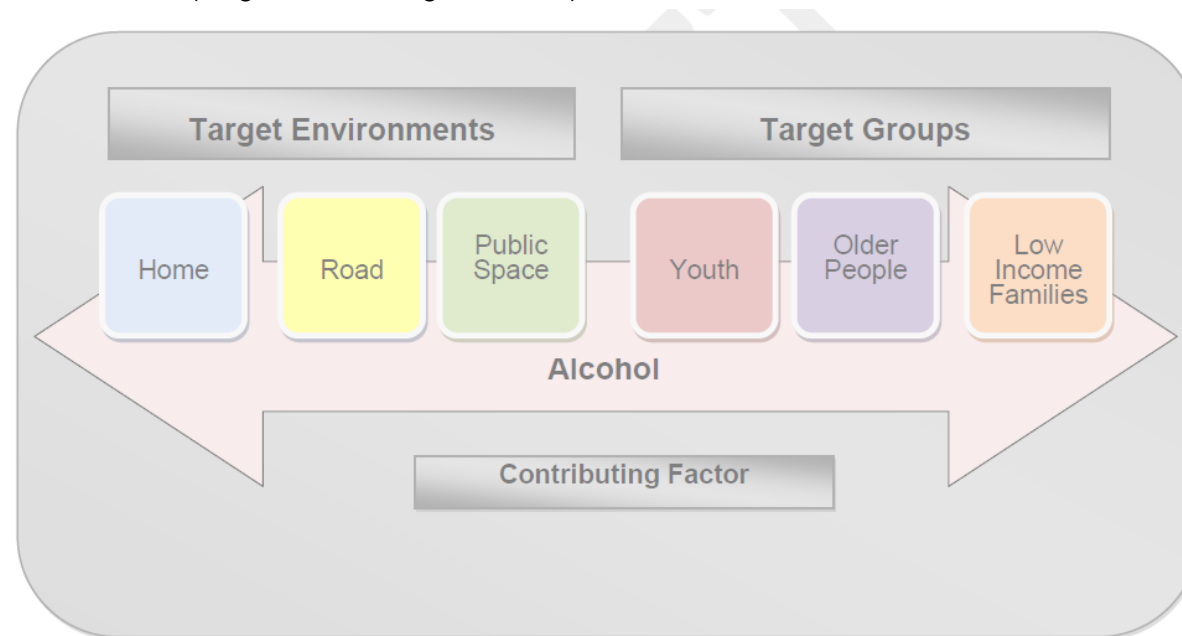 Target Environments
Target Groups
Home
Road
Public
Space
Youth
Older
People
Low
Income
Families
Alcohol
Contributing Factor